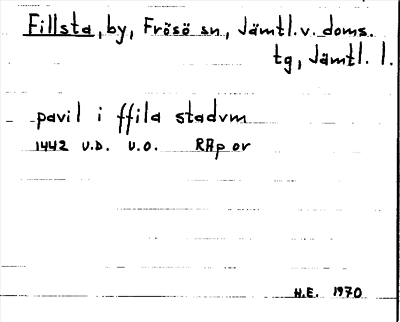 Fillsta, by, Frösö sn, Jämtl.v. doms.
tg, Jämtl. l.
pavil i ffila stadvm
1442 U.D. U.O. RAp or
H.E. 1970